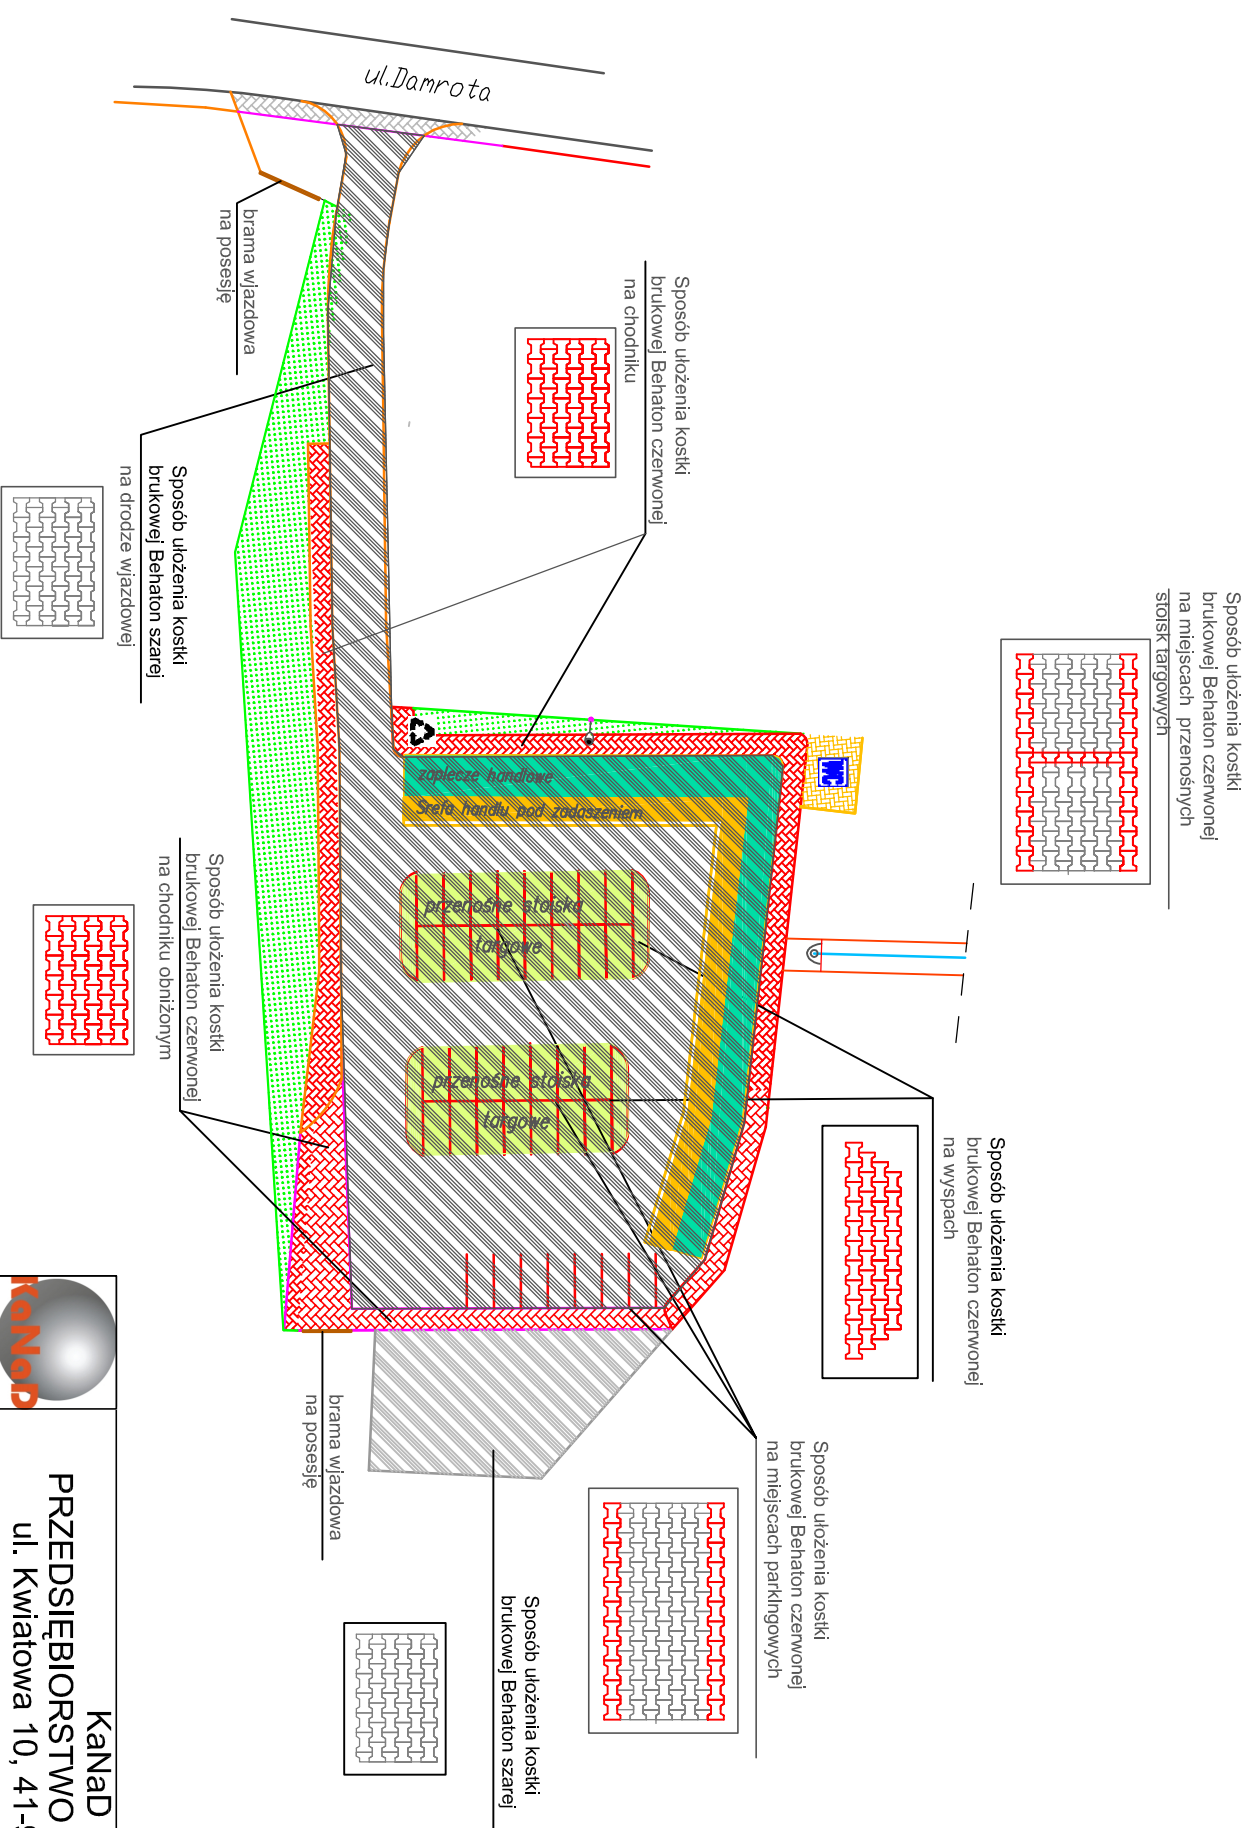 ul.Damrota
brama wjazdowa
na posesję
Sposób ułożenia kostki
brukowej Behaton czerwonej
na chodniku
Sposób ułożenia kostki
brukowej Behaton szarej
na drodze wjazdowej
Sposób ułożenia kostki
brukowej Behaton czerwonej
na miejscach przenośnych
stoisk targowych
WC
zaplecze handlowe
Srefa handlu pod zadaszeniem
przenośne stoiska
targowe
przenośne stoiska
targowe
Sposób ułożenia kostki
brukowej Behaton czerwonej
na chodniku obniżonym
Sposób ułożenia kostki
brukowej Behaton czerwonej
na wyspach
brama wjazdowa
na posesję
Sposób ułożenia kostki
brukowej Behaton czerwonej
na miejscach parkingowych
Sposób ułożenia kostki
brukowej Behaton szarej
KaNaD
KaNaD
PRZEDSIĘBIORSTWO
ul. Kwiatowa 10, 41-